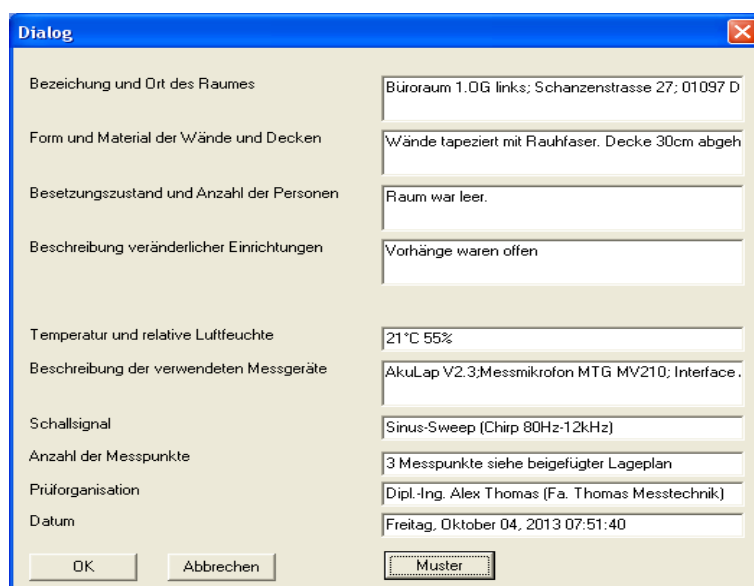 Dialog
Bezeichung und Ort des Raumes
Büroraum 1.OG links; Schanzenstrasse 27; 01097 D
Form und Material der Wände und Decken
Wände tapeziert mit Rauhfaser. Decke 30cm abgeh
Besetzungszustand und Anzahl der Personen
Raum war leer.
Beschreibung veränderlicher Einrichtungen
Vorhänge waren offen
Temperatur und relative Luftfeuchte
21°C 55%
Beschreibung der verwendeten Messgeräte
AkuLap V2.3;Messmikrofon MTG MV210; Interface
Schallsignal
Sinus-Sweep (Chirp 80Hz-12kHz)
Anzahl der Messpunkte
3 Messpunkte siehe beigefügter Lageplan
Prüforganisation
Dipl.-Ing. Alex Thomas (Fa. Thomas Messtechnik)
Datum
Freitag, Oktober 04, 2013 07:51:40
OK
Abbrechen
Muster